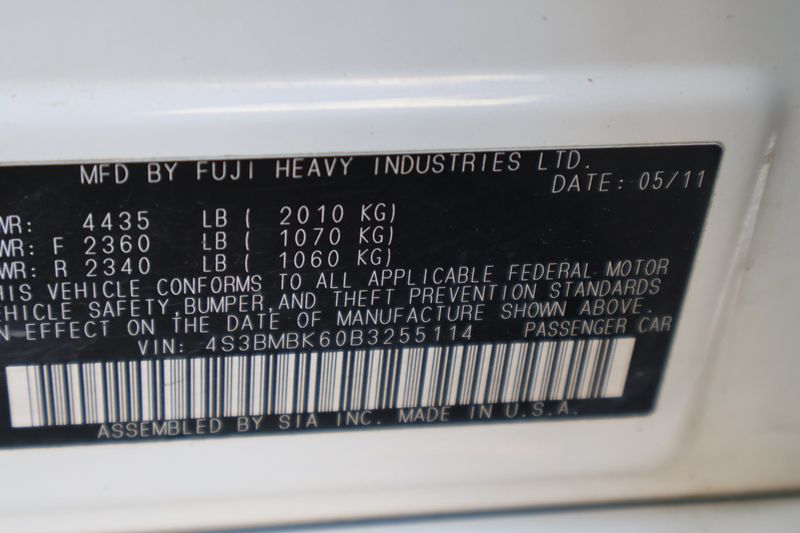 MFD BY FUJI HEAVY INDUSTRIES LTD.
DATE: 05/11
WR: 4435 LB ( 2010 KG)
WR: F 2360 LB ( 1070 KG)
WR: R 2340 LB ( 1060 KG)
HIS VEHICLE CONFORMS TO ALL APPLICABLE FEDERAL MOTOR
EHICLE SAFETY,BUMPER,AND THEFT PREVENTION STANDARDS
N EFFECT ON THE DATE OF MANUFACTURE SHOWN ABOVE.
VIN: 4S3BMBK60B3255114 PASSENGER CAR
ASSEMBLED BY SIA INC. MADE IN U.S.A.